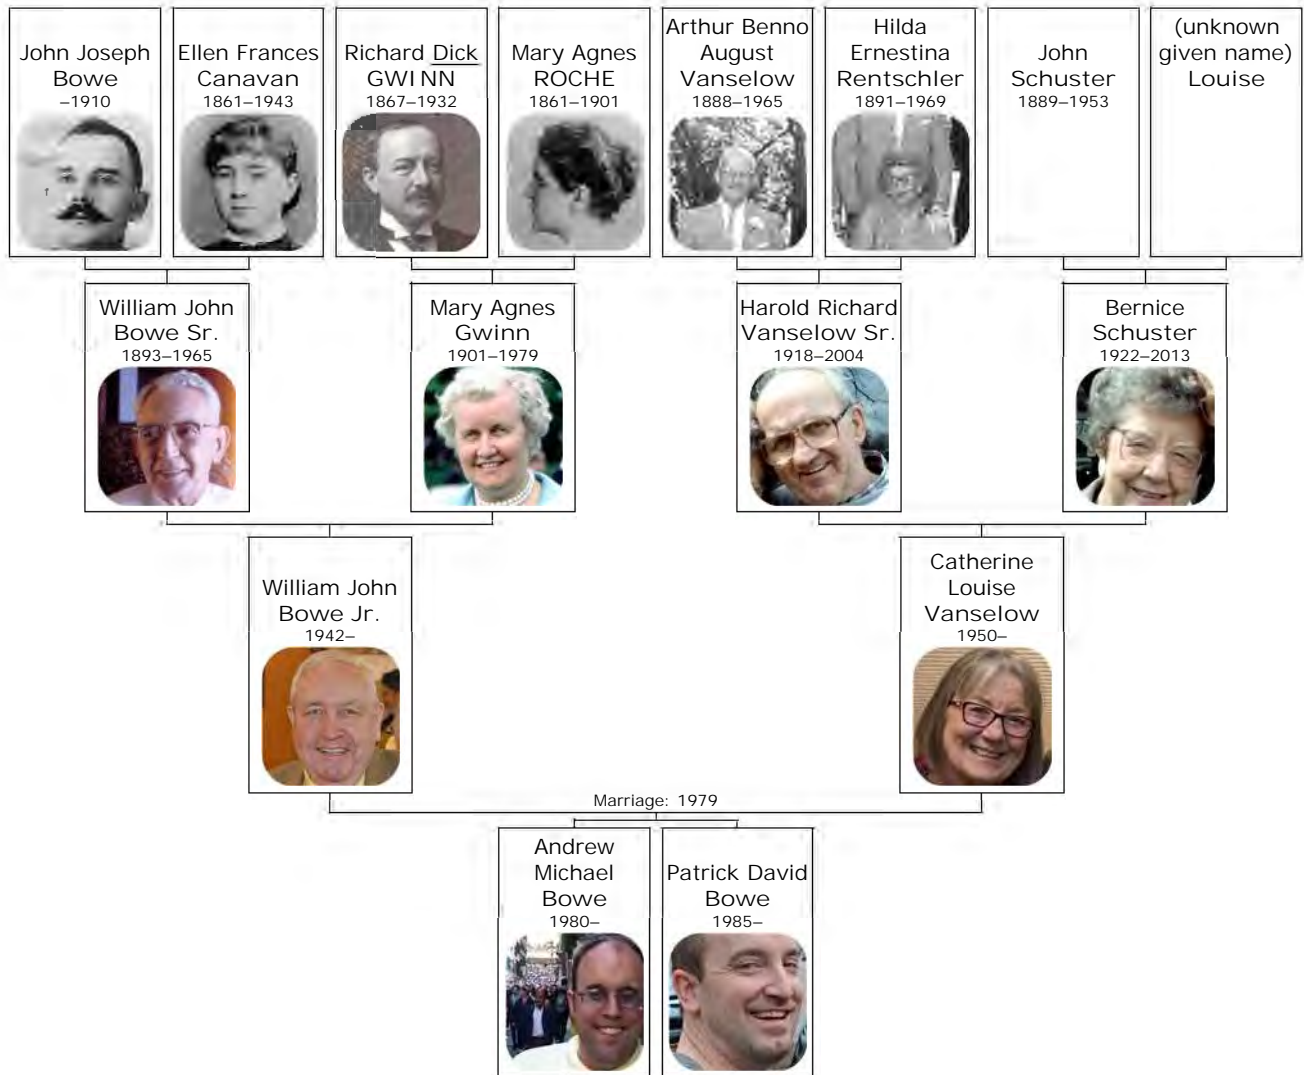 John Joseph
Bowe
–1910
Ellen Frances
Canavan
1861–1943
Richard Dick
GWINN
1867–1932
Mary Agnes
ROCHE
1861–1901
Arthur Benno
August
Vanselow
1888–1965
Hilda
Ernestina
Rentschler
1891–1969
John
Schuster
1889–1953
(unknown
given name)
Louise
William John
Bowe Sr.
1893–1965
Mary Agnes
Gwinn
1901–1979
Harold Richard
Vanselow Sr.
1918–2004
Bernice
Schuster
1922–2013
William John
Bowe Jr.
1942–
Catherine
Louise
Vanselow
1950–
Marriage: 1979
Andrew
Michael
Bowe
1980–
Patrick David
Bowe
1985–